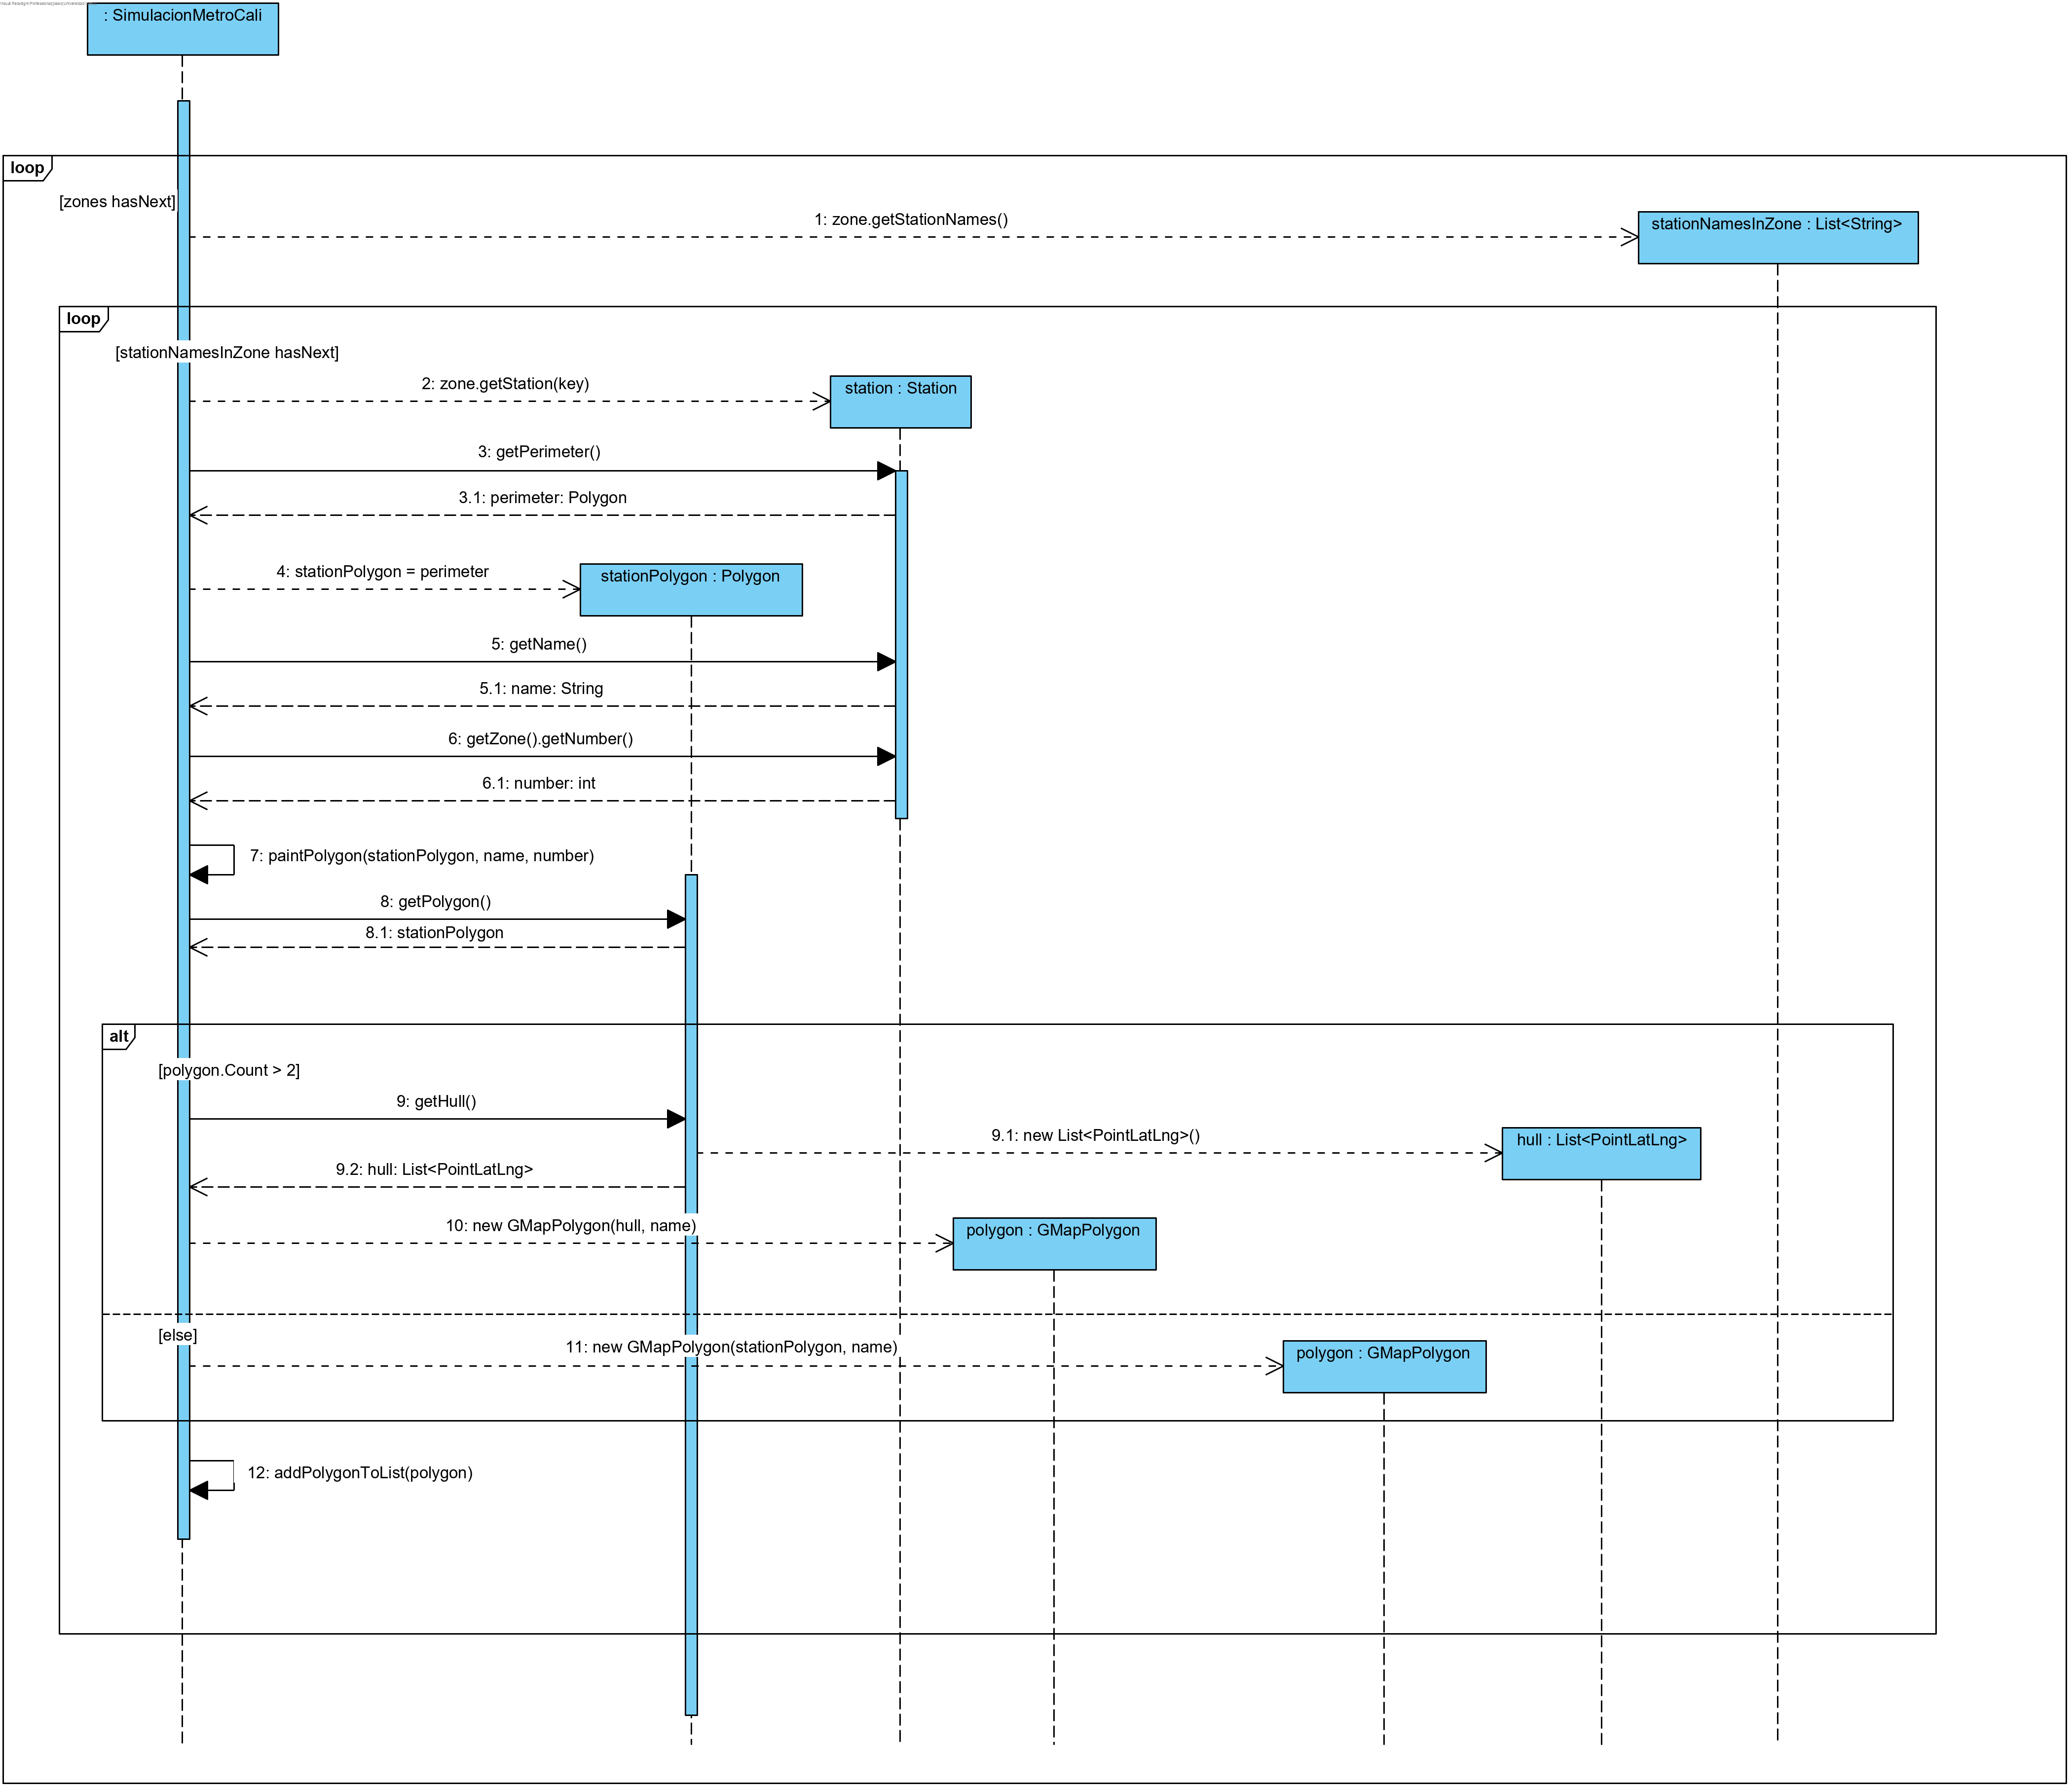 : SimulacionMetroCali
loop
[zones hasNext]
1: zone.getStationNames()
stationNamesInZone : List<String>
loop
[stationNamesInZone hasNext]
2: zone.getStation(key)
station : Station
3: getPerimeter()
3.1: perimeter: Polygon
4: stationPolygon = perimeter
stationPolygon : Polygon
5: getName()
5.1: name: String
6: getZone().getNumber()
6.1: number: int
7: paintPolygon(stationPolygon, name, number)
8: getPolygon()
8.1: stationPolygon
alt
[polygon.Count > 2]
9: getHull()
9.1: new List<PointLatLng>()
hull : List<PointLatLng>
9.2: hull: List<PointLatLng>
10: new GMapPolygon(hull, name)
polygon : GMapPolygon
[else]
11: new GMapPolygon(stationPolygon, name)
polygon : GMapPolygon
12: addPolygonToList(polygon)